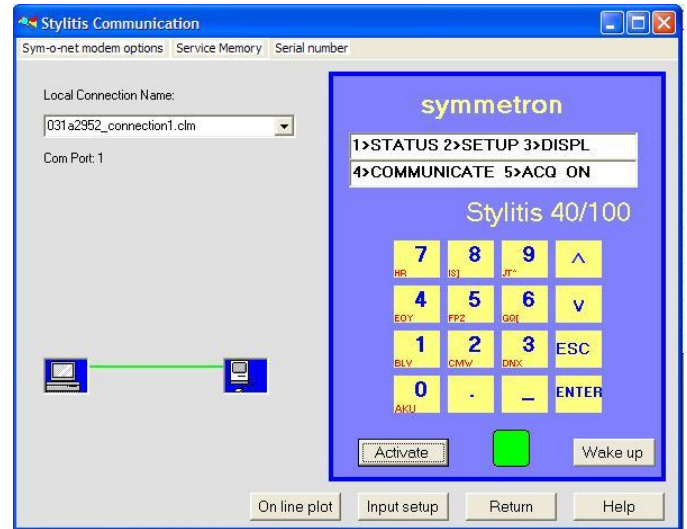 Stylitis Communication
Sym-o-net modem options Service Memory Serial number
Local Connection Name:
031a2952_connection1.clm
Com Port: 1
symmetron
1>STATUS 2>SETUP 3>DISPL
4>COMMUNICATE 5>ACQ ON
Stylitis 40/100
7 8 9 ^
HR IS] JT^
4 5 6 v
EOY FPZ GQ[
1 2 3 ESC
BLV CMW DNX
0 . _ ENTER
AKU
Activate Wake up
On line plot Input setup Return Help